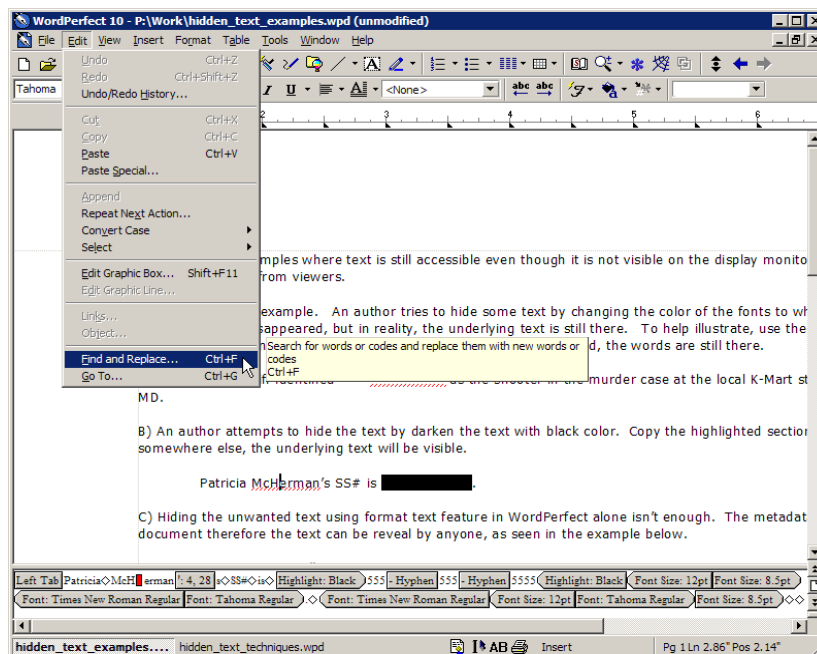 WordPerfect 10 - P:\Work\hidden_text_examples.wpd (unmodified)
File Edit View Insert Format Table Tools Window Help
Undo Ctrl+Z
Redo Ctrl+Shift+Z
Undo/Redo History...
Tahoma
<None>
Cut Ctrl+X
Copy Ctrl+C
Paste Ctrl+V
Paste Special...
Append
Repeat Next Action...
Convert Case
Select
Edit Graphic Box... Shift+F11
Edit Graphic Line...
Links...
Object...
Find and Replace... Ctrl+F
Go To... Ctrl+G
Search for words or codes and replace them with new words or
codes
Ctrl+F
2 3 4 5 6
mples where text is still accessible even though it is not visible on the display monito
from viewers.
example. An author tries to hide some text by changing the color of the fonts to wh
sappeared, but in reality, the underlying text is still there. To help illustrate, use the
d, the words are still there.
as the shooter in the murder case at the local K-Mart st
MD.
B) An author attempts to hide the text by darken the text with black color. Copy the highlighted section
somewhere else, the underlying text will be visible.
Patricia McHerman's SS# is .
C) Hiding the unwanted text using format text feature in WordPerfect alone isn't enough. The metadat
document therefore the text can be reveal by anyone, as seen in the example below.
Left Tab Patricia◇McH erman ': 4, 28 s◇SS#◇is◇ Highlight: Black 555 - Hyphen 555 - Hyphen 5555 Highlight: Black Font Size: 12pt Font Size: 8.5pt
Font: Times New Roman Regular Font: Tahoma Regular .◇ Font: Times New Roman Regular Font Size: 12pt Font: Tahoma Regular Font Size: 8.5pt ◇◇
hidden_text_examples.... hidden_text_techniques.wpd AB Insert Pg 1 Ln 2.86" Pos 2.14"